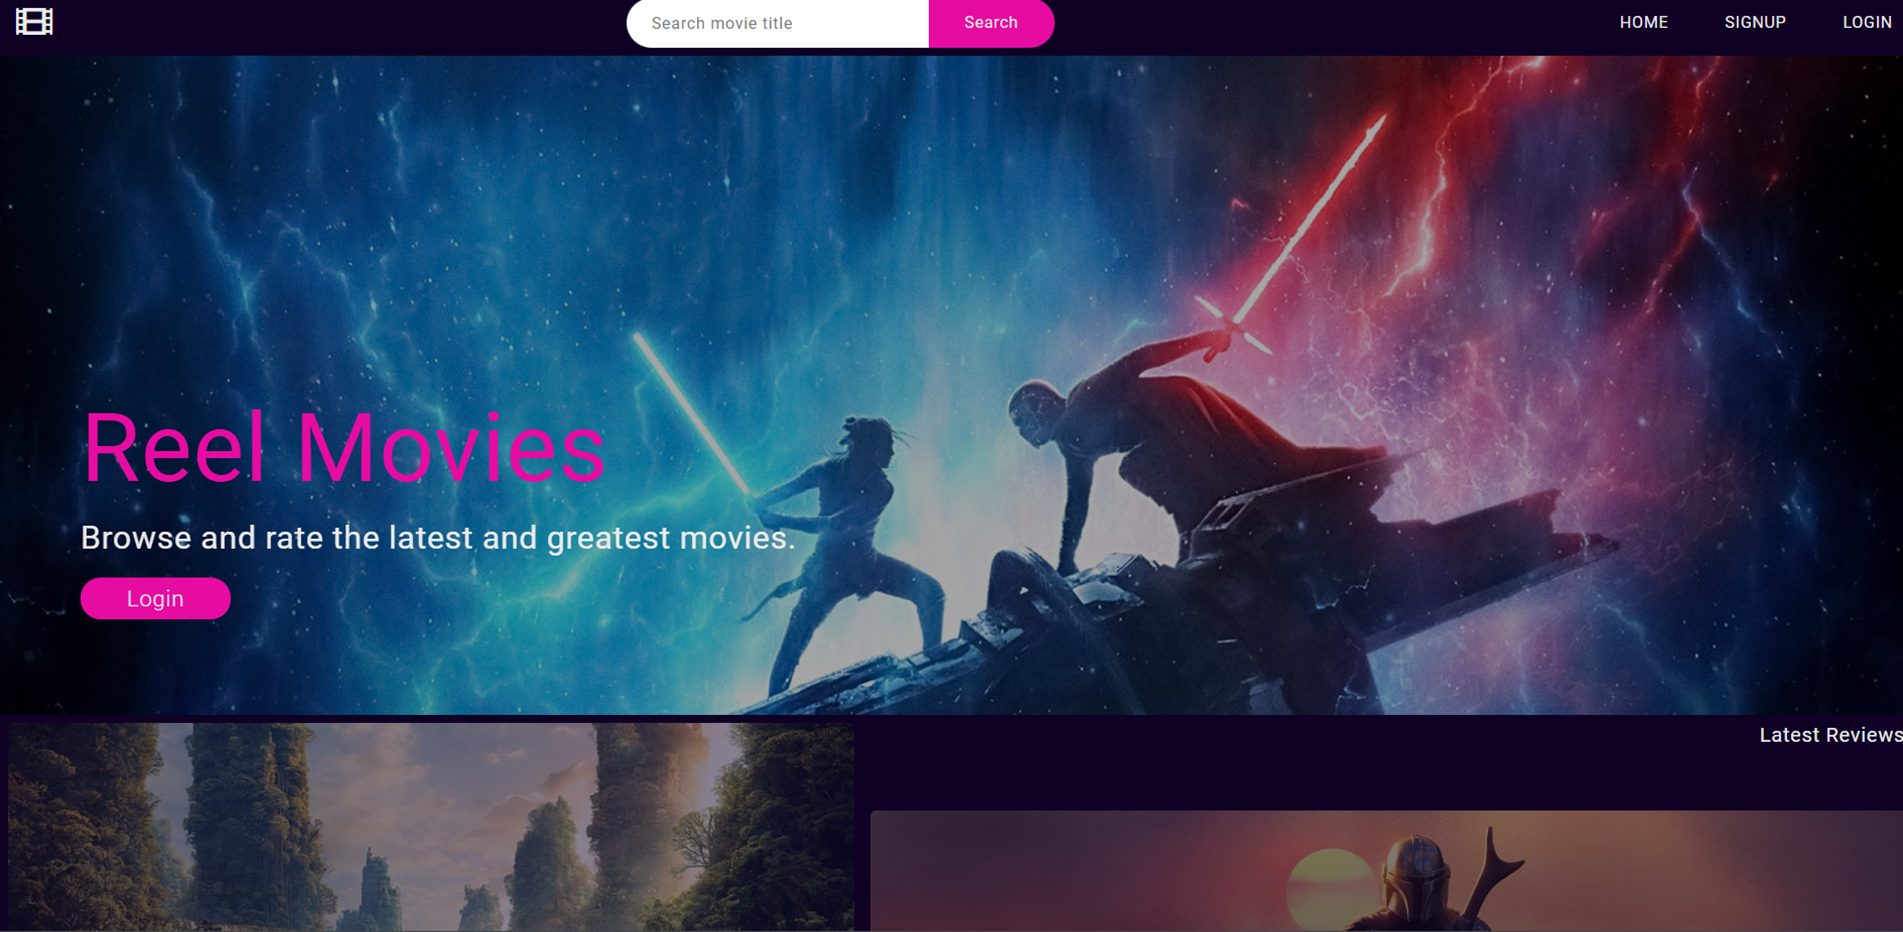 Search movie title
Search
HOME
SIGNUP
LOGIN
Reel Movies
Browse and rate the latest and greatest movies.
Login
Latest Reviews